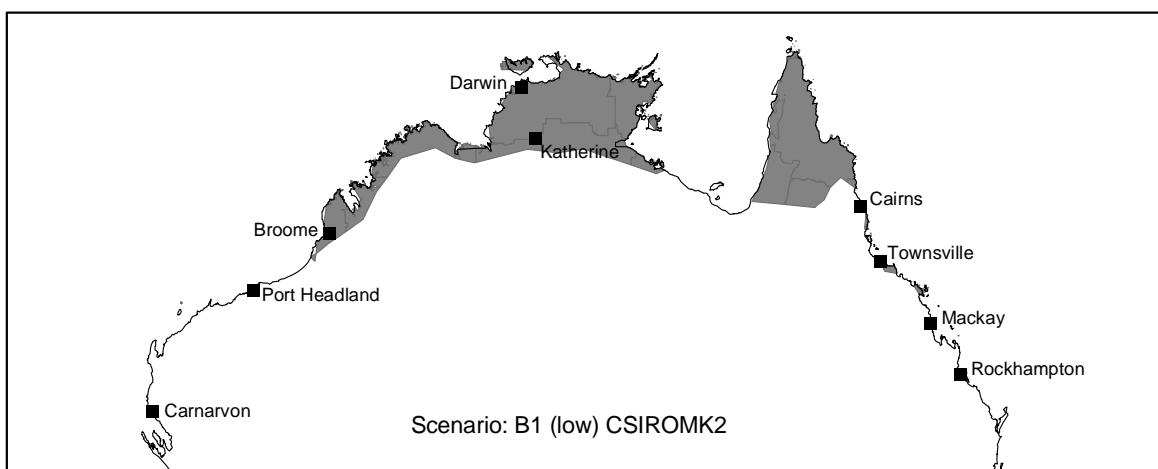 Darwin
Katherine
Cairns
Broome
Townsville
Port Headland
Mackay
Rockhampton
Carnarvon
Scenario: B1 (low) CSIROMK2